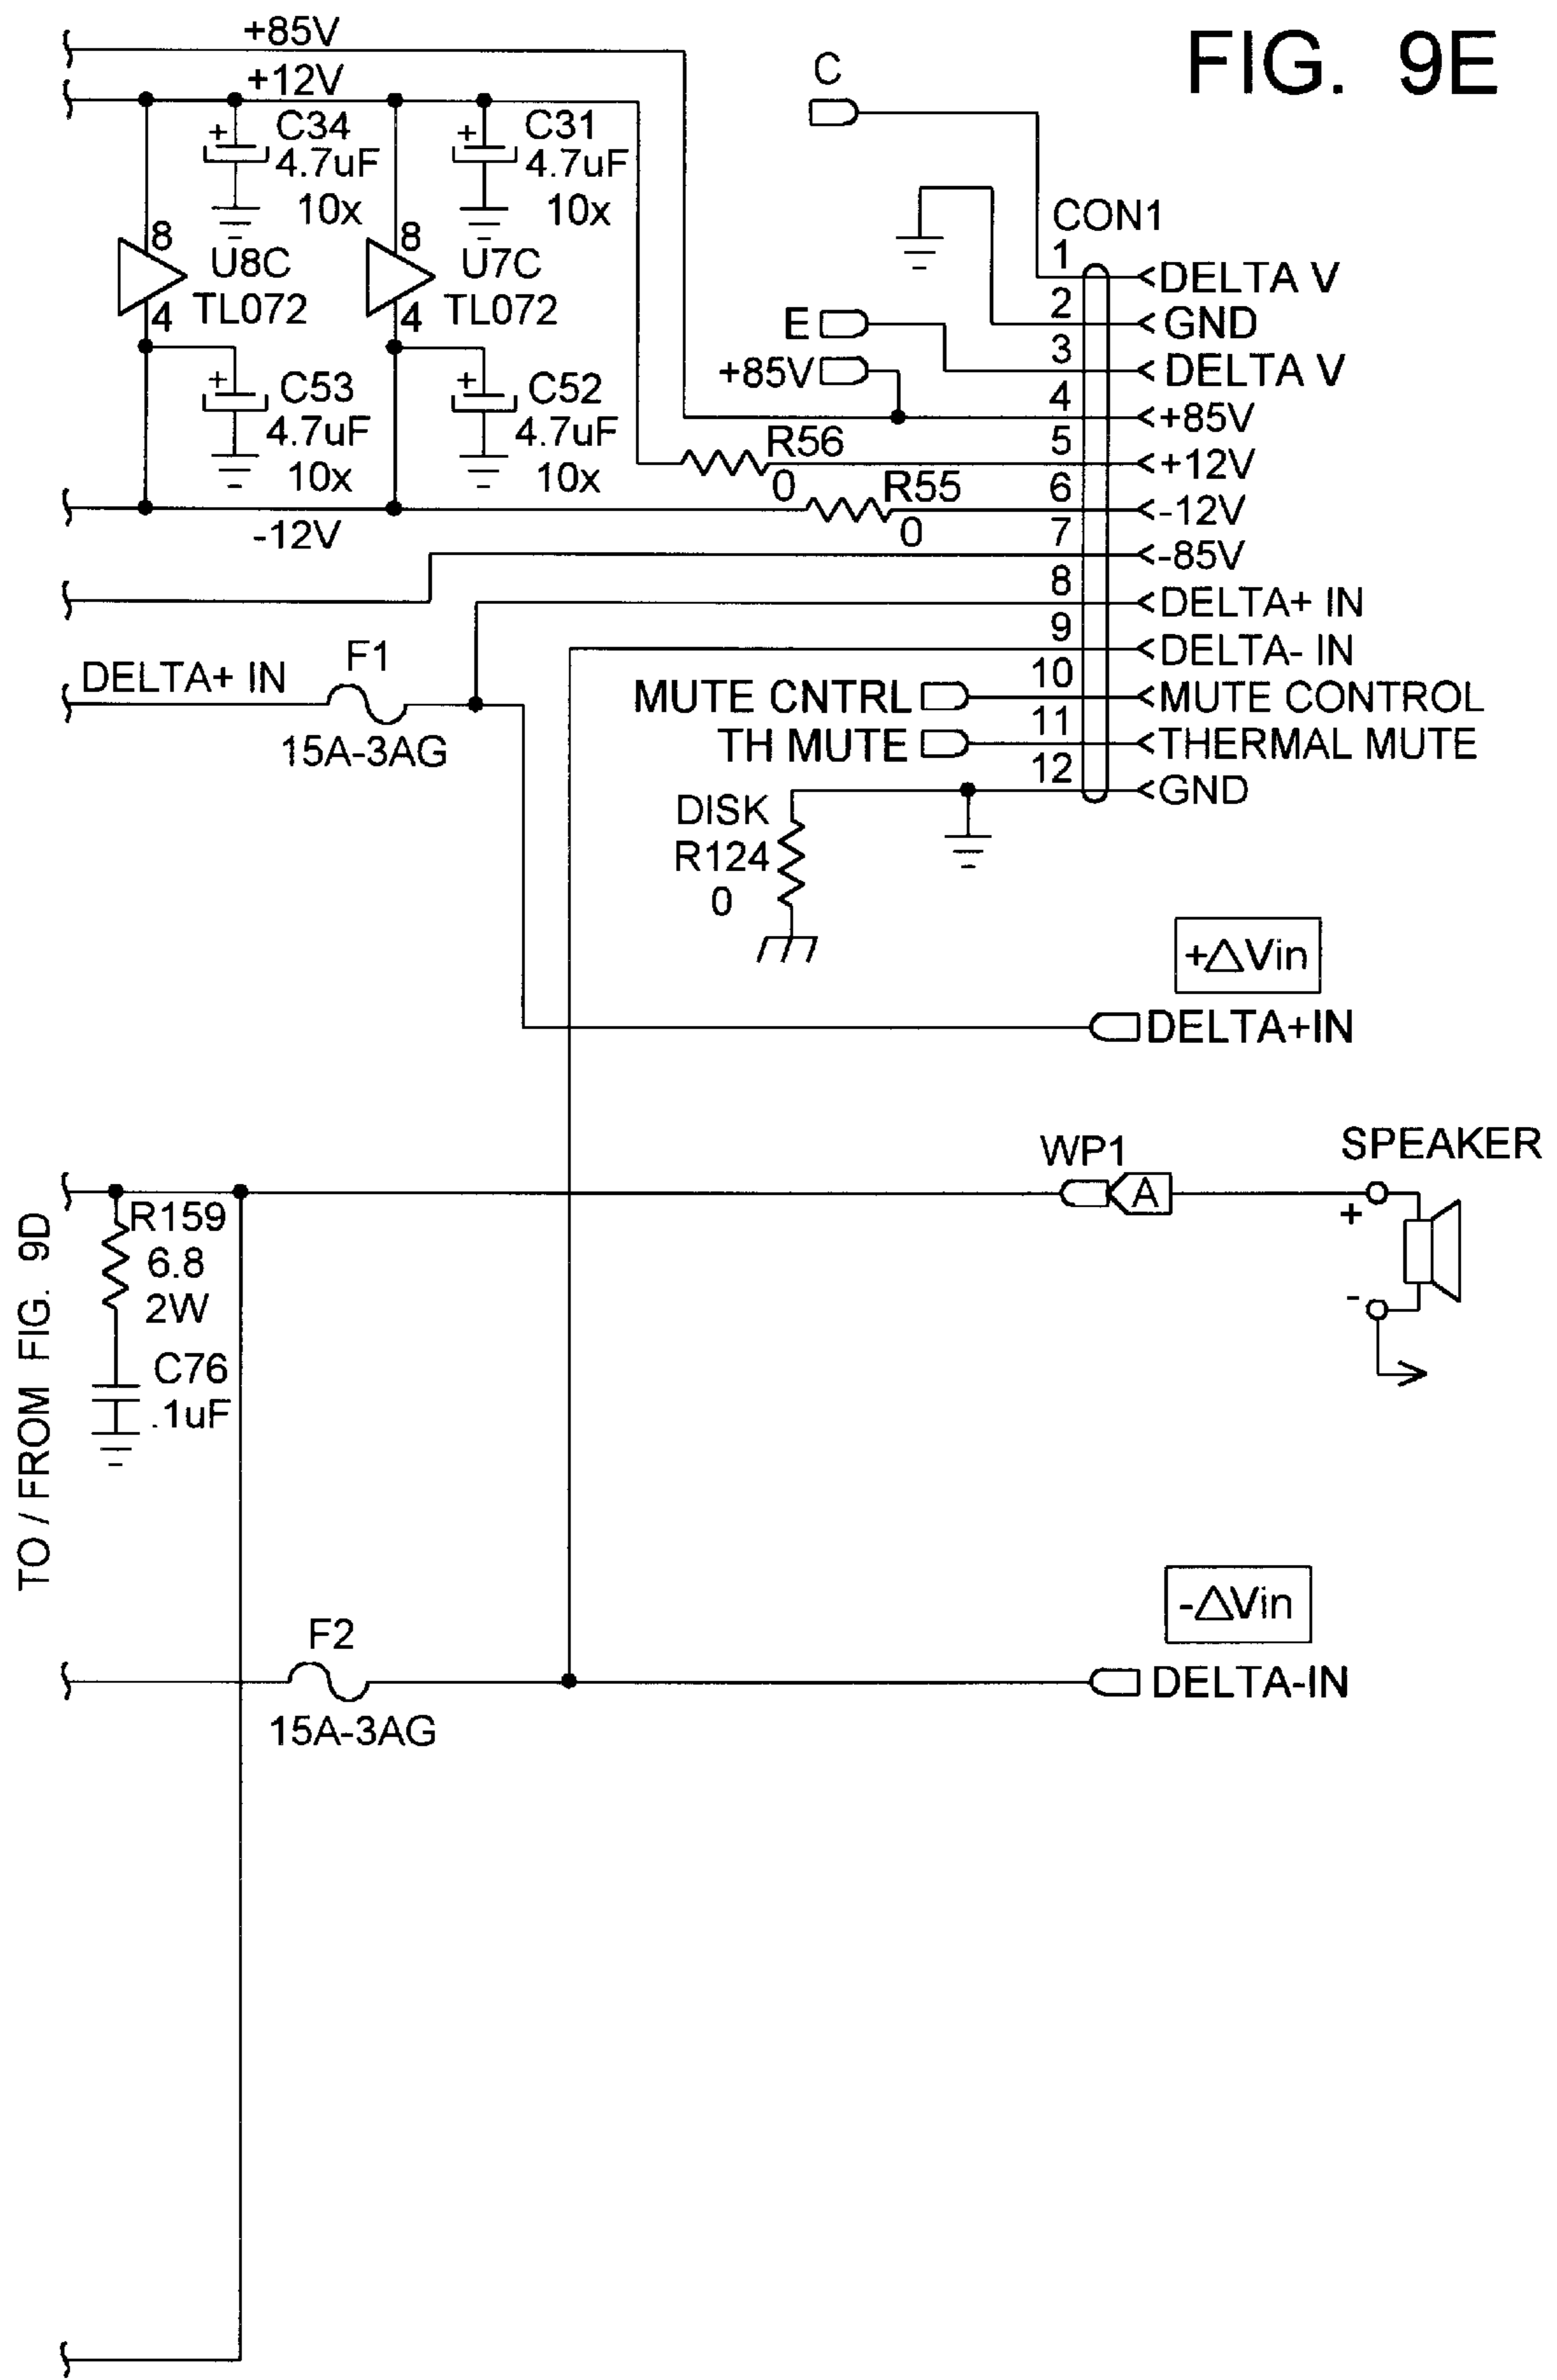 FIG. 9E
+85V
+12V
C34
4.7uF
10x
C31
4.7uF
10x
8
U8C
TL072
4
8
U7C
TL072
4
C53
4.7uF
10x
C52
4.7uF
10x
-12V
C
CON1
1
DELTA V
2
GND
E
3
DELTA V
+85V
4
+85V
R56
0
5
+12V
R55
0
6
-12V
7
-85V
8
DELTA+ IN
9
DELTA- IN
MUTE CNTRL
10
MUTE CONTROL
TH MUTE
11
THERMAL MUTE
12
GND
DELTA+ IN
F1
15A-3AG
DISK
R124
0
+△Vin
DELTA+IN
WP1
A
SPEAKER
+
-
R159
6.8
2W
C76
.1uF
TO / FROM FIG. 9D
F2
15A-3AG
-△Vin
DELTA-IN